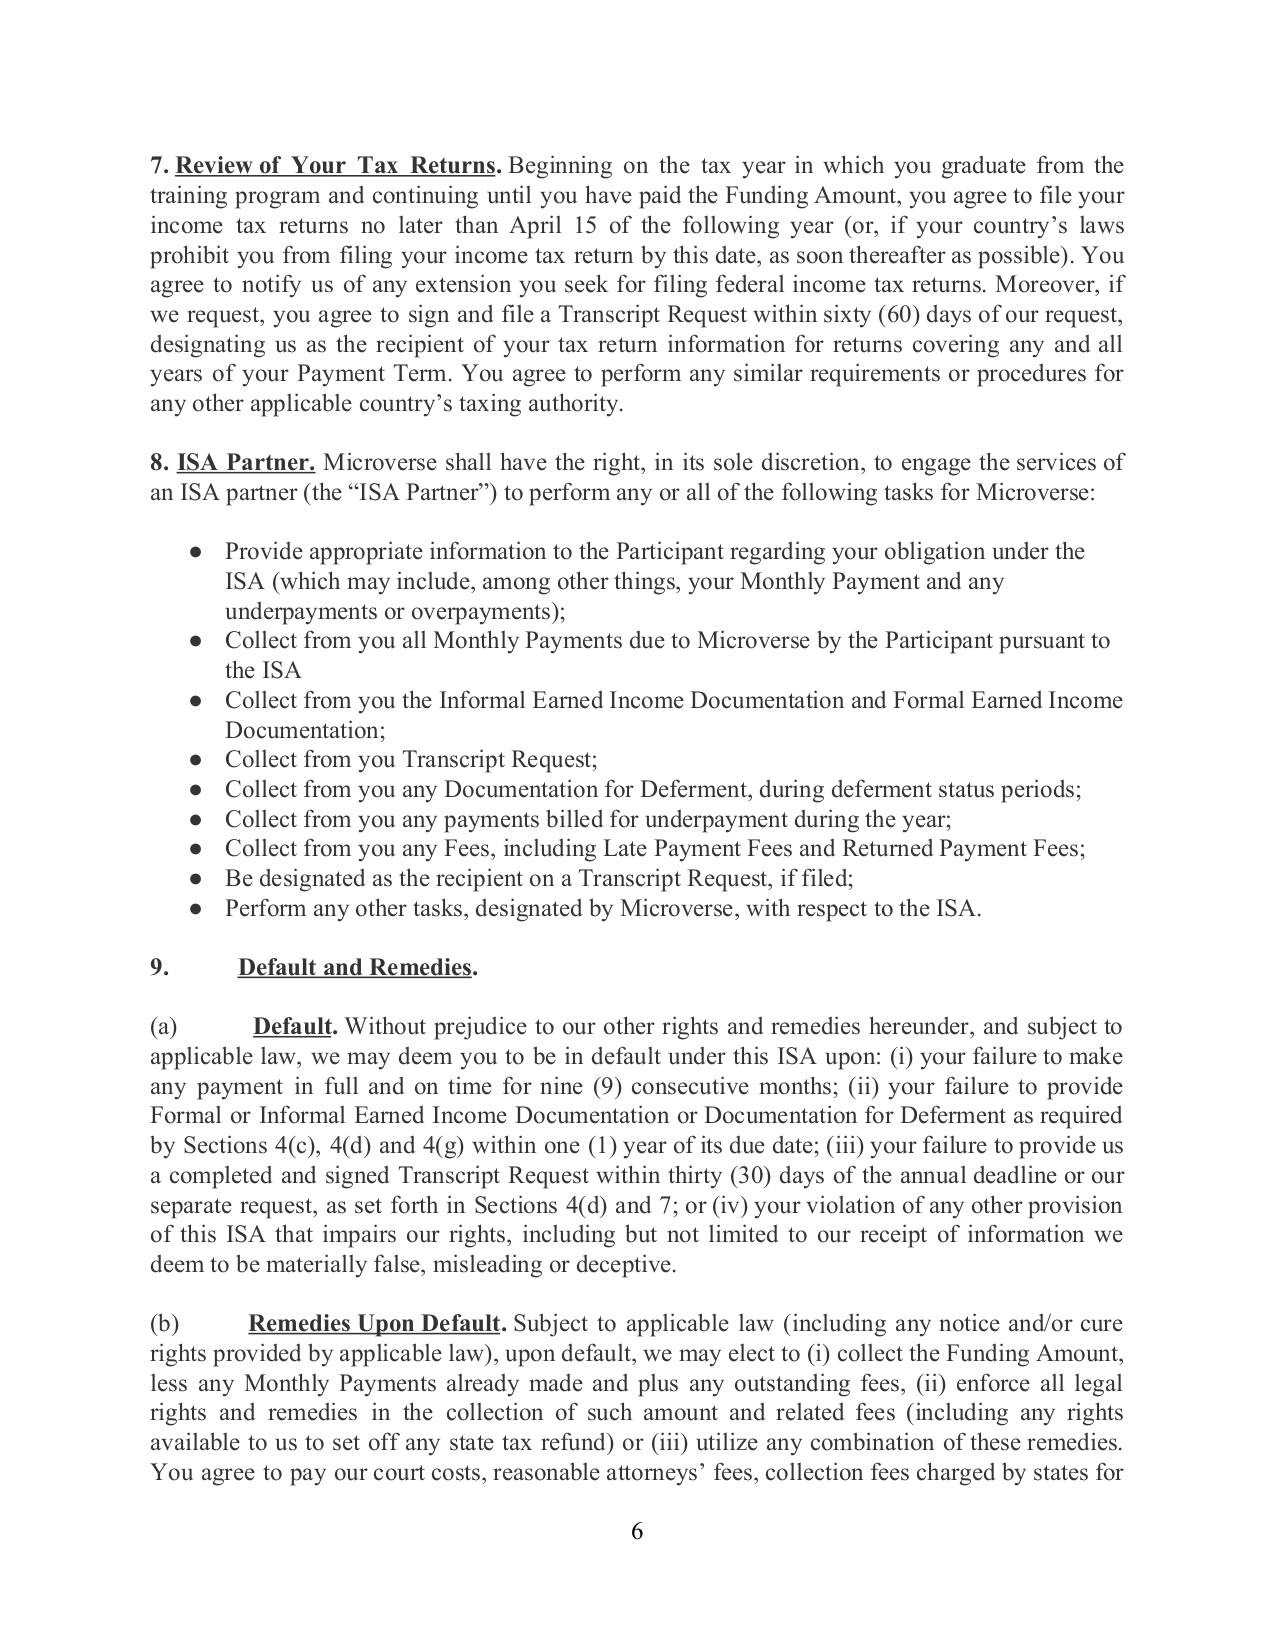 7. Review of Your Tax Returns. Beginning on the tax year in which you graduate from the
training program and continuing until you have paid the Funding Amount, you agree to file your
income tax returns no later than April 15 of the following year (or, if your country’s laws
prohibit you from filing your income tax return by this date, as soon thereafter as possible). You
agree to notify us of any extension you seek for filing federal income tax returns. Moreover, if
we request, you agree to sign and file a Transcript Request within sixty (60) days of our request,
designating us as the recipient of your tax return information for returns covering any and all
years of your Payment Term. You agree to perform any similar requirements or procedures for
any other applicable country’s taxing authority.
8. ISA Partner. Microverse shall have the right, in its sole discretion, to engage the services of
an ISA partner (the “ISA Partner”) to perform any or all of the following tasks for Microverse:
● Provide appropriate information to the Participant regarding your obligation under the
ISA (which may include, among other things, your Monthly Payment and any
underpayments or overpayments);
● Collect from you all Monthly Payments due to Microverse by the Participant pursuant to
the ISA
● Collect from you the Informal Earned Income Documentation and Formal Earned Income
Documentation;
● Collect from you Transcript Request;
● Collect from you any Documentation for Deferment, during deferment status periods;
● Collect from you any payments billed for underpayment during the year;
● Collect from you any Fees, including Late Payment Fees and Returned Payment Fees;
● Be designated as the recipient on a Transcript Request, if filed;
● Perform any other tasks, designated by Microverse, with respect to the ISA.
9. Default and Remedies.
(a) Default. Without prejudice to our other rights and remedies hereunder, and subject to
applicable law, we may deem you to be in default under this ISA upon: (i) your failure to make
any payment in full and on time for nine (9) consecutive months; (ii) your failure to provide
Formal or Informal Earned Income Documentation or Documentation for Deferment as required
by Sections 4(c), 4(d) and 4(g) within one (1) year of its due date; (iii) your failure to provide us
a completed and signed Transcript Request within thirty (30) days of the annual deadline or our
separate request, as set forth in Sections 4(d) and 7; or (iv) your violation of any other provision
of this ISA that impairs our rights, including but not limited to our receipt of information we
deem to be materially false, misleading or deceptive.
(b) Remedies Upon Default. Subject to applicable law (including any notice and/or cure
rights provided by applicable law), upon default, we may elect to (i) collect the Funding Amount,
less any Monthly Payments already made and plus any outstanding fees, (ii) enforce all legal
rights and remedies in the collection of such amount and related fees (including any rights
available to us to set off any state tax refund) or (iii) utilize any combination of these remedies.
You agree to pay our court costs, reasonable attorneys’ fees, collection fees charged by states for
6